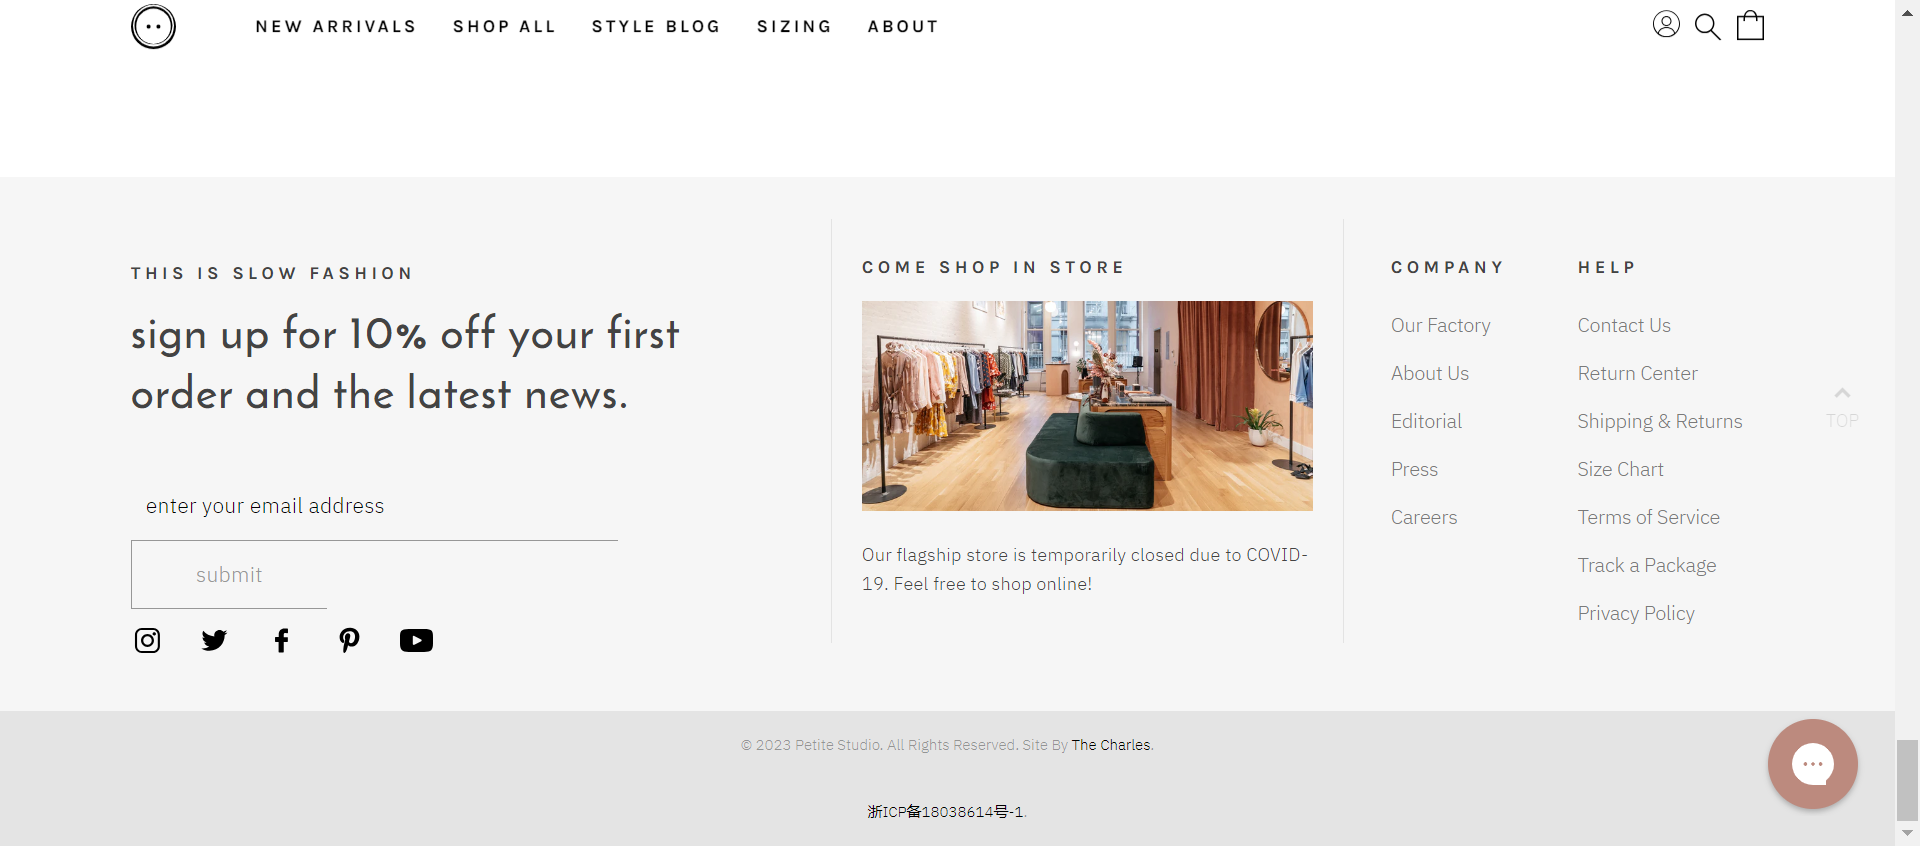 NEW ARRIVALS SHOP ALL STYLE BLOG SIZING ABOUT
THIS IS SLOW FASHION
sign up for 10% off your first
order and the latest news.
enter your email address
submit
COME SHOP IN STORE
Our flagship store is temporarily closed due to COVID-
19. Feel free to shop online!
COMPANY
Our Factory
About Us
Editorial
Press
Careers
HELP
Contact Us
Return Center
Shipping & Returns
Size Chart
Terms of Service
Track a Package
Privacy Policy
TOP
© 2023 Petite Studio. All Rights Reserved. Site By The Charles.
浙ICP备18038614号-1.